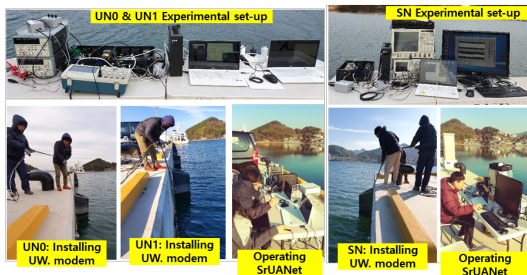 UN0 & UN1 Experimental set-up
SN Experimental set-up
UN0: Installing
UW. modem
UN1: Installing
UW. modem
Operating
SrUANet
SN: Installing
UW. modem
Operating
SrUANet